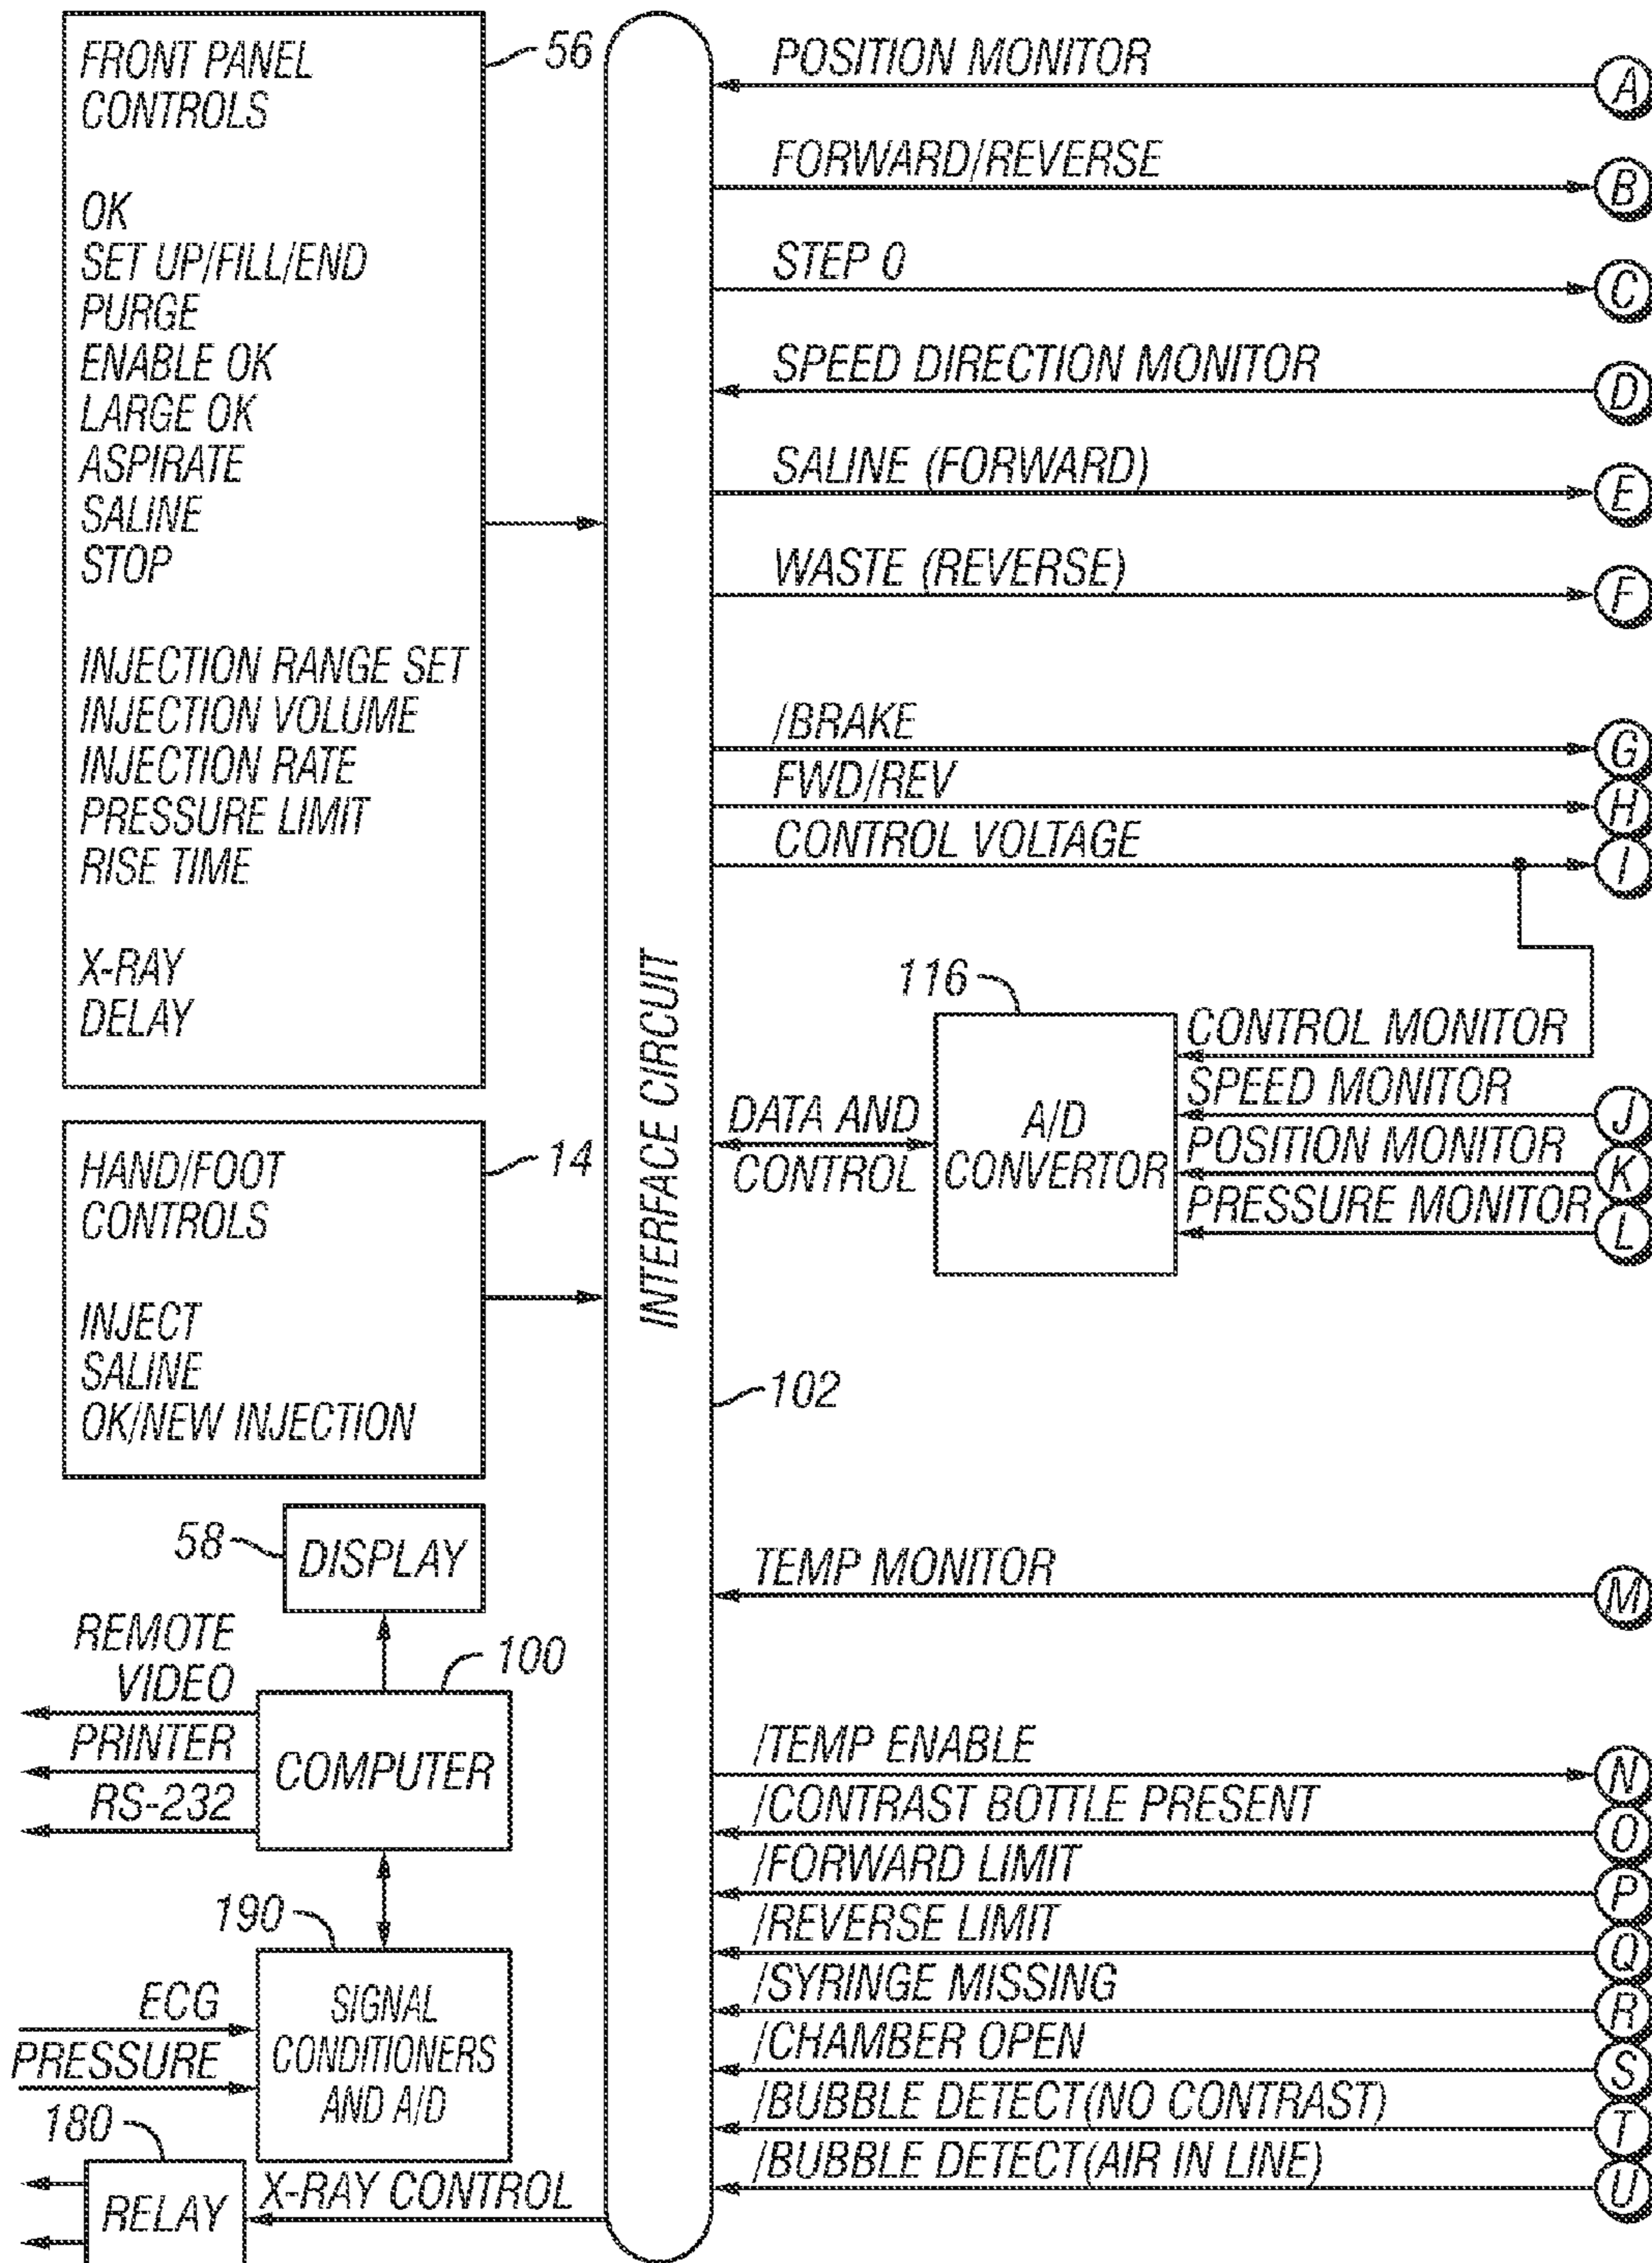 FRONT PANEL
CONTROLS
OK
SET UP/FILL/END
PURGE
ENABLE OK
LARGE OK
ASPIRATE
SALINE
STOP
INJECTION RANGE SET
INJECTION VOLUME
INJECTION RATE
PRESSURE LIMIT
RISE TIME
X-RAY
DELAY
56
HAND/FOOT
CONTROLS
INJECT
SALINE
OK/NEW INJECTION
14
58
DISPLAY
REMOTE
VIDEO
PRINTER
RS-232
100
COMPUTER
190
ECG
PRESSURE
SIGNAL
CONDITIONERS
AND A/D
180
RELAY
X-RAY CONTROL
INTERFACE CIRCUIT
102
POSITION MONITOR
A
FORWARD/REVERSE
B
STEP 0
C
SPEED DIRECTION MONITOR
D
SALINE (FORWARD)
E
WASTE (REVERSE)
F
/BRAKE
G
FWD/REV
H
CONTROL VOLTAGE
I
116
DATA AND
CONTROL
A/D
CONVERTOR
CONTROL MONITOR
SPEED MONITOR
J
POSITION MONITOR
K
PRESSURE MONITOR
L
TEMP MONITOR
M
/TEMP ENABLE
N
/CONTRAST BOTTLE PRESENT
O
/FORWARD LIMIT
P
/REVERSE LIMIT
Q
/SYRINGE MISSING
R
/CHAMBER OPEN
S
/BUBBLE DETECT(NO CONTRAST)
T
/BUBBLE DETECT(AIR IN LINE)
U